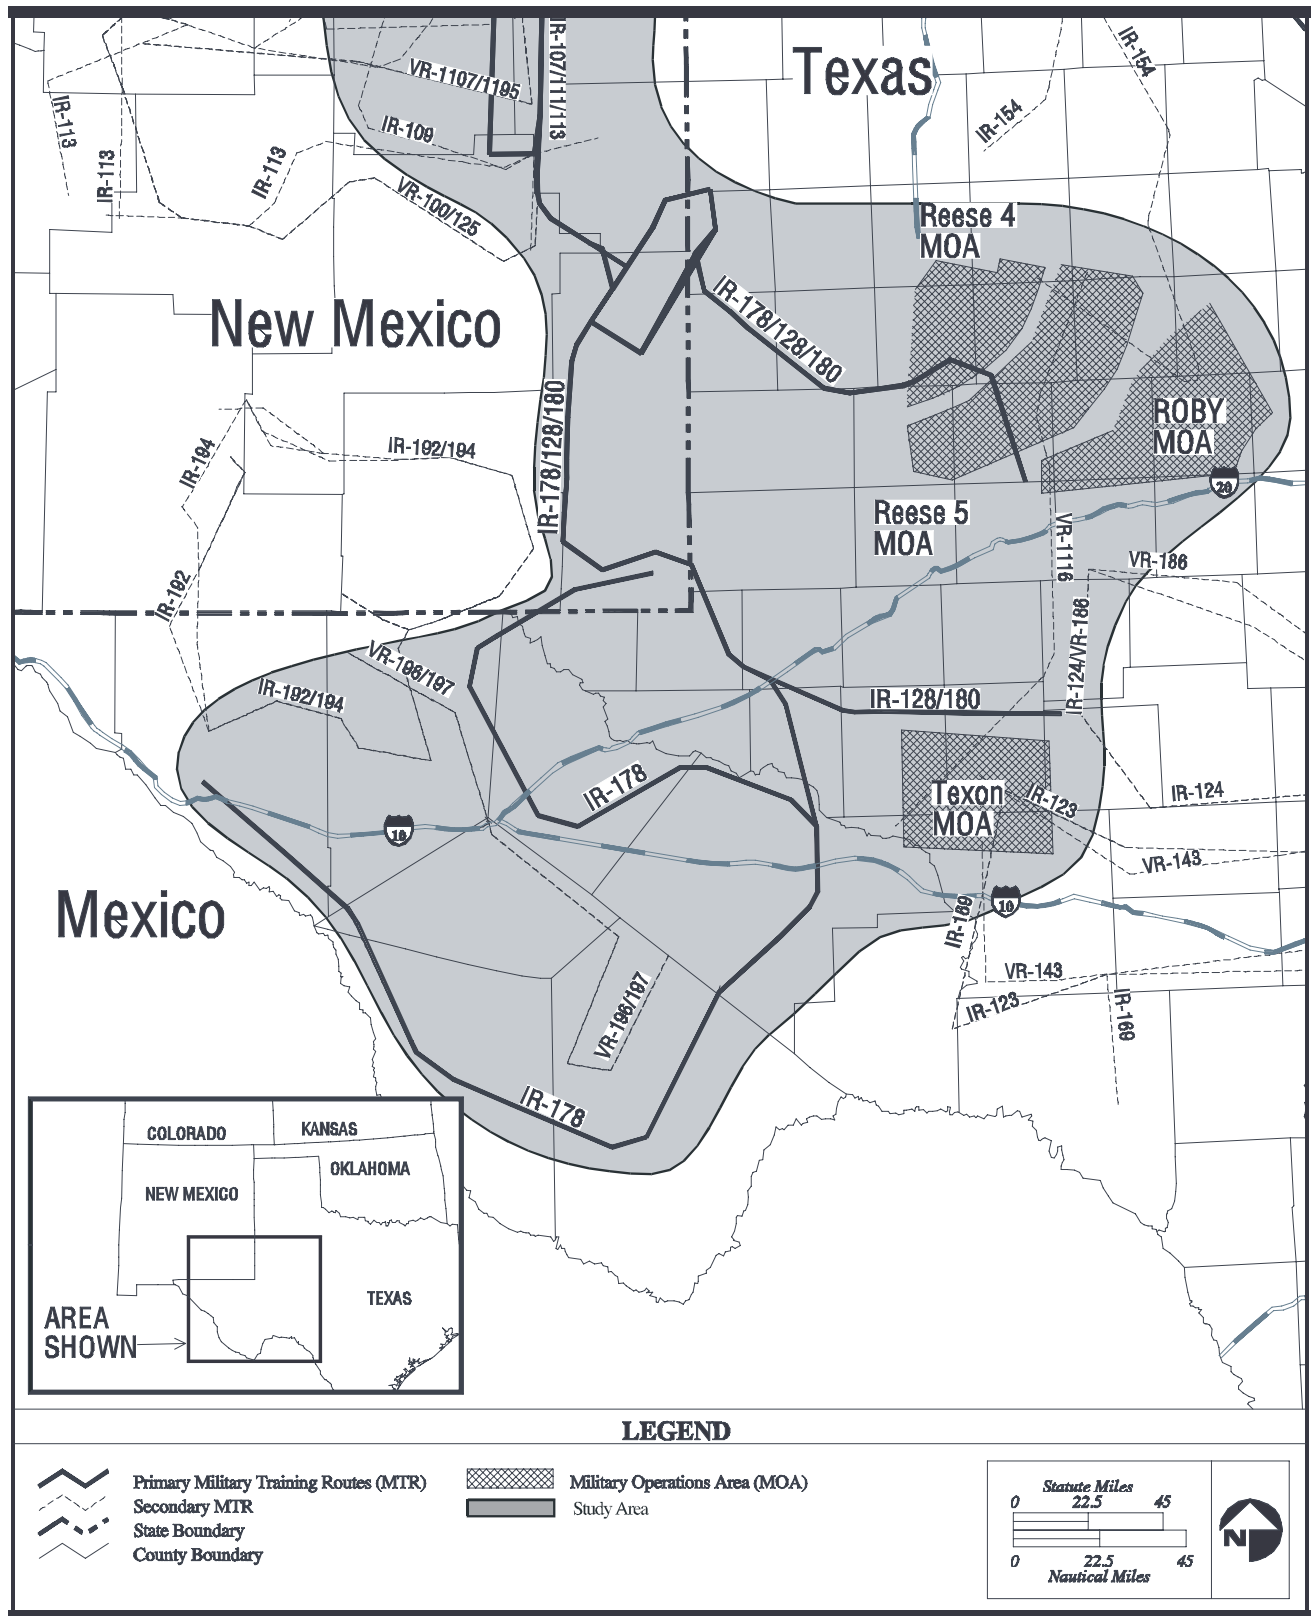 IR-107/111/113
Texas
IR-154
VR-1107/1195
IR-113
IR-109
IR-154
IR-113
IR-113
VR-100/125
Reese 4
MOA
New Mexico
IR-178/128/180
IR-178/128/180
ROBY
MOA
IR-194
IR-192/194
20
Reese 5
MOA
VR-1116
VR-186
IR-192
IR-124/VR-186
VR-196/197
IR-192/194
IR-128/180
IR-178
Texon
MOA
IR-123
IR-124
10
VR-143
Mexico
10
IR-169
VR-143
IR-123
IR-169
VR-196/197
IR-178
COLORADO
KANSAS
OKLAHOMA
NEW MEXICO
TEXAS
AREA
SHOWN
LEGEND
Primary Military Training Routes (MTR)
Secondary MTR
State Boundary
County Boundary
Military Operations Area (MOA)
Study Area
Statute Miles
0 22.5 45
0 22.5 45
Nautical Miles
N